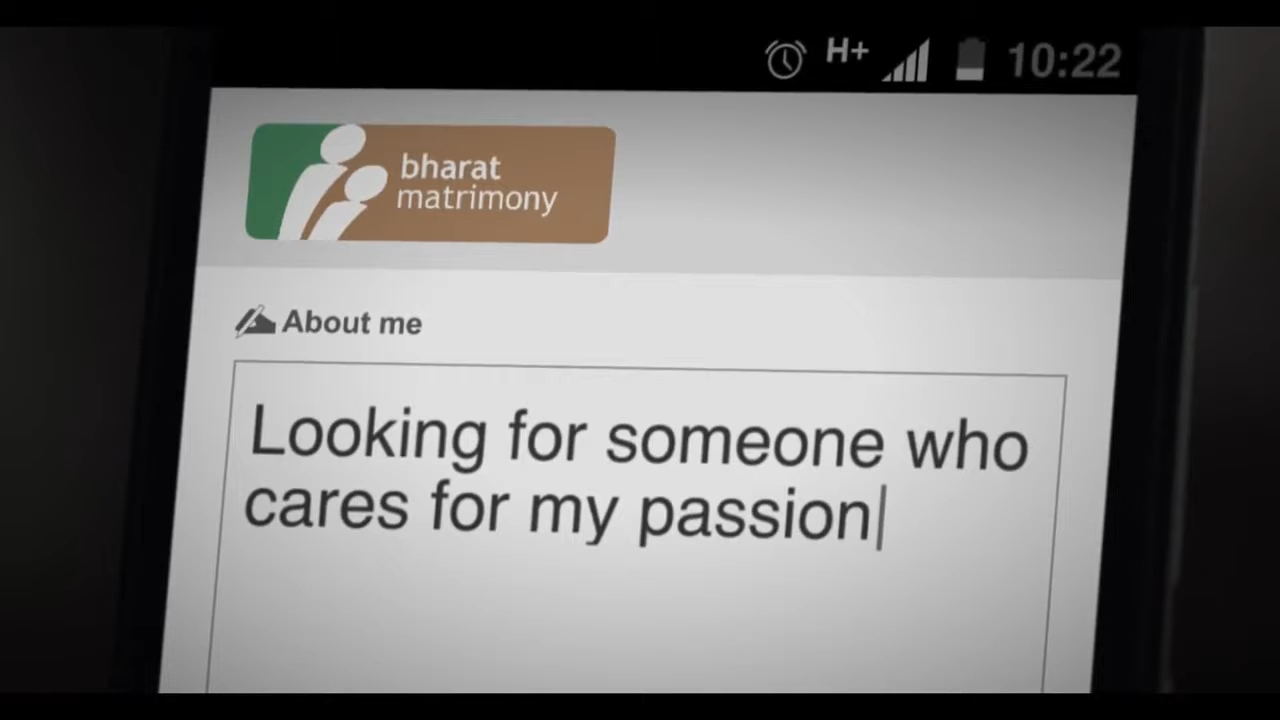 H+ 10:22
bharat
matrimony
About me
Looking for someone who
cares for my passion